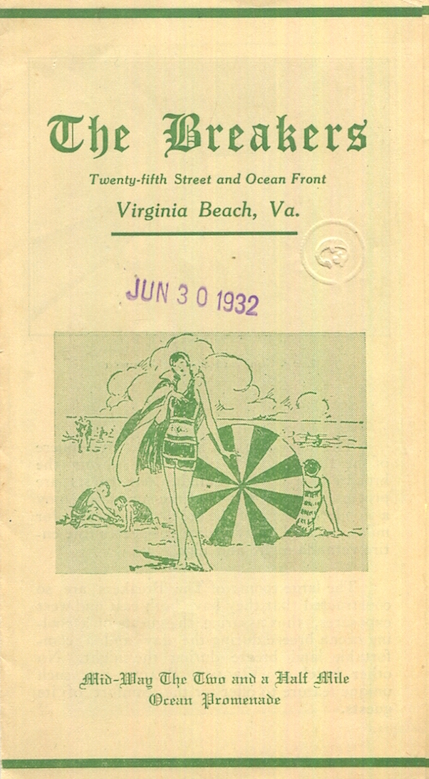 The Breakers
Twenty-fifth Street and Ocean Front
Virginia Beach, Va.
JUN 30 1932
Mid-Way The Two and a Half Mile
Ocean Promenade